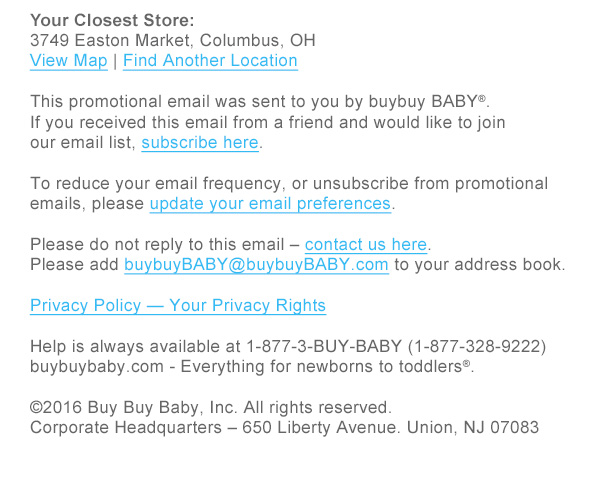 Your Closest Store:
3749 Easton Market, Columbus, OH
View Map | Find Another Location
This promotional email was sent to you by buybuy BABY®.
If you received this email from a friend and would like to join
our email list, subscribe here.
To reduce your email frequency, or unsubscribe from promotional
emails, please update your email preferences.
Please do not reply to this email – contact us here.
Please add buybuyBABY@buybuyBABY.com to your address book.
Privacy Policy — Your Privacy Rights
Help is always available at 1-877-3-BUY-BABY (1-877-328-9222)
buybuybaby.com - Everything for newborns to toddlers®.
©2016 Buy Buy Baby, Inc. All rights reserved.
Corporate Headquarters – 650 Liberty Avenue. Union, NJ 07083